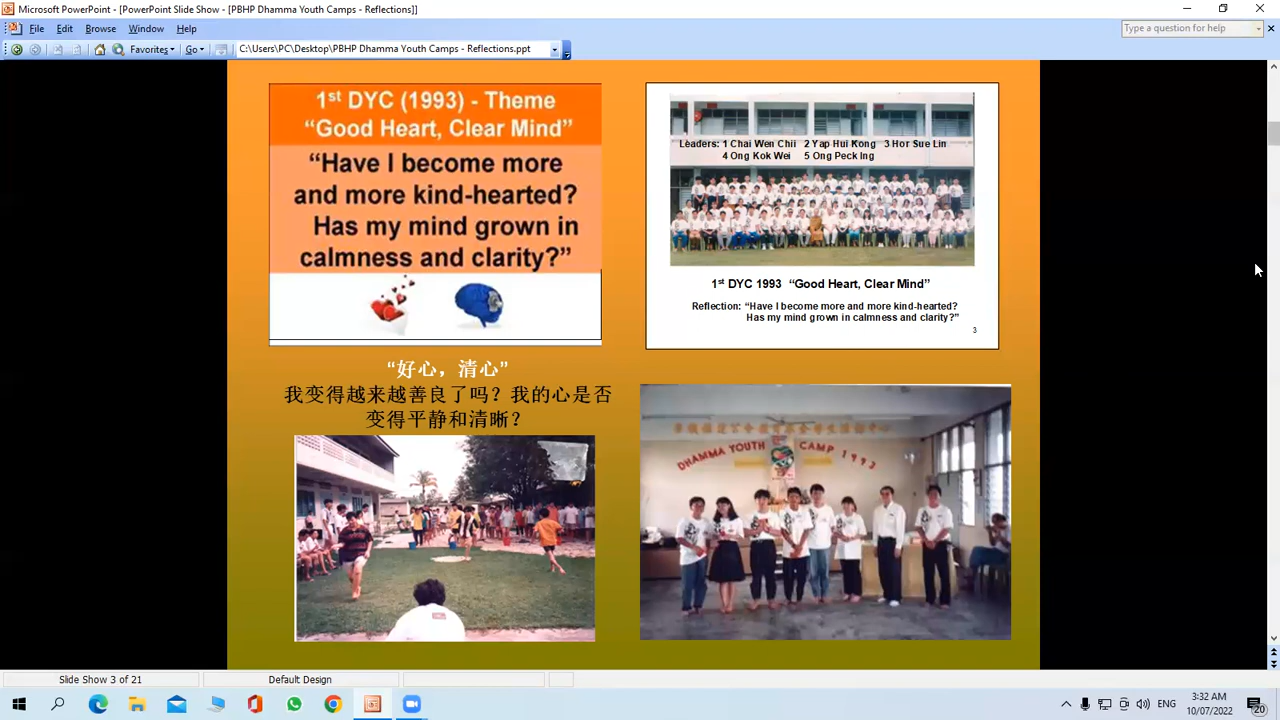 Microsoft PowerPoint - [PowerPoint Slide Show - [PBHP Dhamma Youth Camps - Reflections]]
File Edit Browse Window Help
Type a question for help
Favorites Go C:\Users\PC\Desktop\PBHP Dhamma Youth Camps - Reflections.ppt
1st DYC (1993) - Theme
“Good Heart, Clear Mind”
“Have I become more
and more kind-hearted?
Has my mind grown in
calmness and clarity?”
“好心，清心”
我变得越来越善良了吗？我的心是否
变得平静和清晰？
Leaders: 1 Chai Wen Chii 2 Yap Hui Kong 3 Hor Sue Lin
4 Ong Kok Wei 5 Ong Peck Ing
1st DYC 1993 “Good Heart, Clear Mind”
Reflection: “Have I become more and more kind-hearted?
Has my mind grown in calmness and clarity?”
3
DHAMMA YOUTH CAMP 1993
Slide Show 3 of 21
Default Design
ENG
3:32 AM
10/07/2022
20